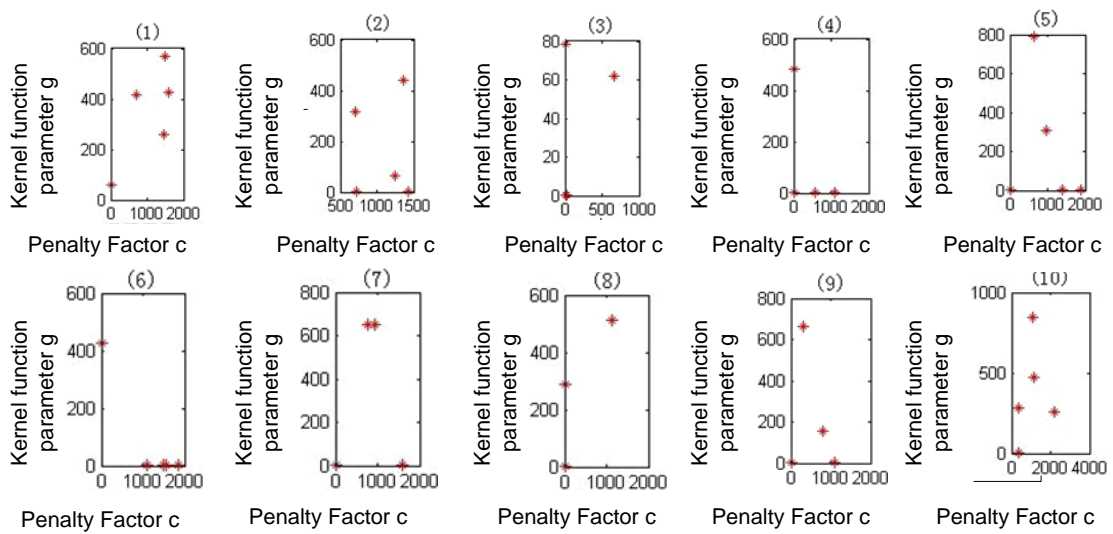 (1) (2) (3) (4) (5)
Kernel function parameter g
600
400
200
0
0 1000 2000
Penalty Factor c
Kernel function parameter g
600
400
200
0
500 1000 1500
Penalty Factor c
Kernel function parameter g
80
60
40
20
0
0 500 1000
Penalty Factor c
Kernel function parameter g
600
400
200
0
0 1000 2000
Penalty Factor c
Kernel function parameter g
800
600
400
200
0
0 1000 2000
Penalty Factor c
(6) (7) (8) (9) (10)
Kernel function parameter g
600
400
200
0
0 1000 2000
Penalty Factor c
Kernel function parameter g
800
600
400
200
0
0 1000 2000
Penalty Factor c
Kernel function parameter g
600
400
200
0
0 1000 2000
Penalty Factor c
Kernel function parameter g
800
600
400
200
0
0 1000 2000
Penalty Factor c
Kernel function parameter g
1000
500
0
0 2000 4000
Penalty Factor c